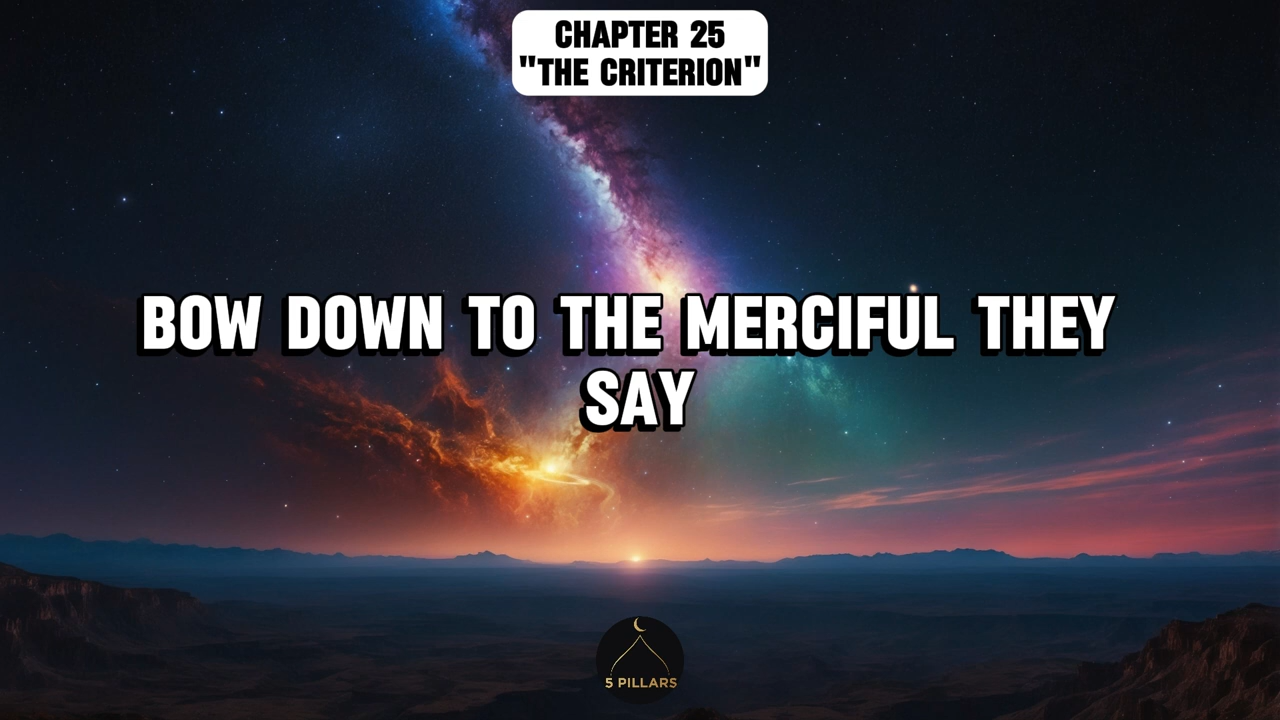 CHAPTER 25
"THE CRITERION"
BOW DOWN TO THE MERCIFUL THEY
SAY
5 PILLARS